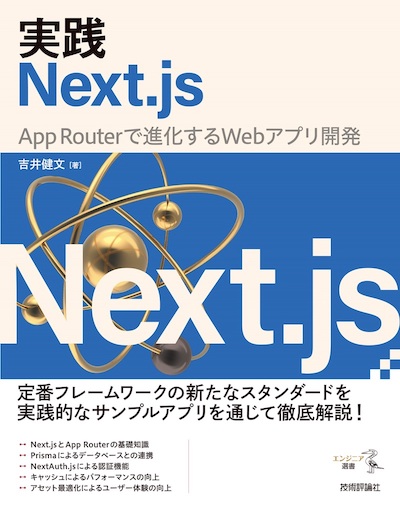 実践
Next.js
App Routerで進化するWebアプリ開発
吉井健文 [著]
Next.js
定番フレームワークの新たなスタンダードを
実践的なサンプルアプリを通じて徹底解説！
Next.jsとApp Routerの基礎知識
Prismaによるデータベースとの連携
NextAuth.jsによる認証機能
キャッシュによるパフォーマンスの向上
アセット最適化によるユーザー体験の向上
エンジニア
選書
技術評論社